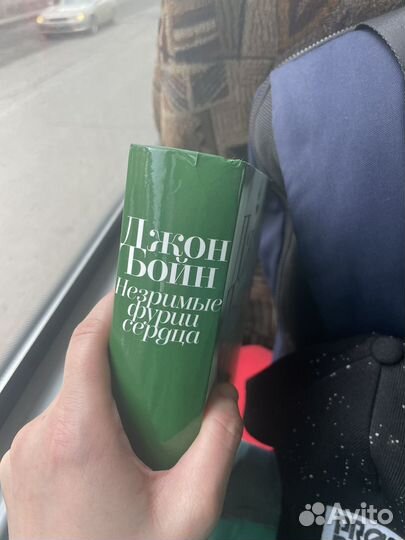 Джон
Бойн
Незримые
фурии
сердца
Avito